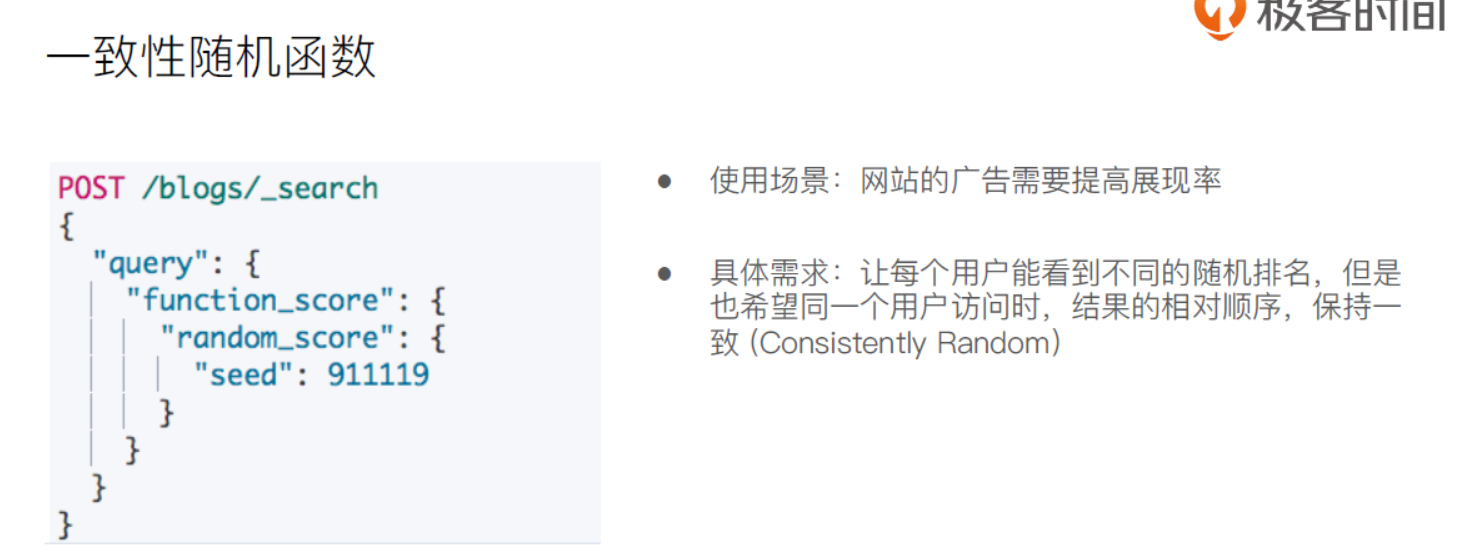 极客时间
一致性随机函数
POST /blogs/_search
{
"query": {
"function_score": {
"random_score": {
"seed": 911119
}
}
}
}
● 使用场景：网站的广告需要提高展现率
● 具体需求：让每个用户能看到不同的随机排名，但是
也希望同一个用户访问时，结果的相对顺序，保持一
致 (Consistently Random)